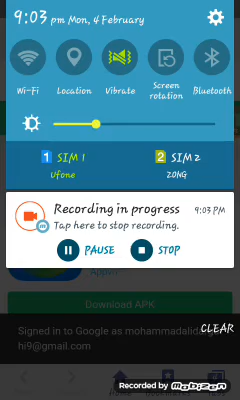 9:03 pm Mon, 4 February
Wi-Fi Location Vibrate Screen rotation Bluetooth
1 SIM 1 2 SIM 2
Ufone ZONG
Recording in progress 9:03 PM
Tap here to stop recording.
PAUSE STOP
Download APK
CLEAR
Signed in to Google as
hi9@gmail.com
Recorded by Mobizen